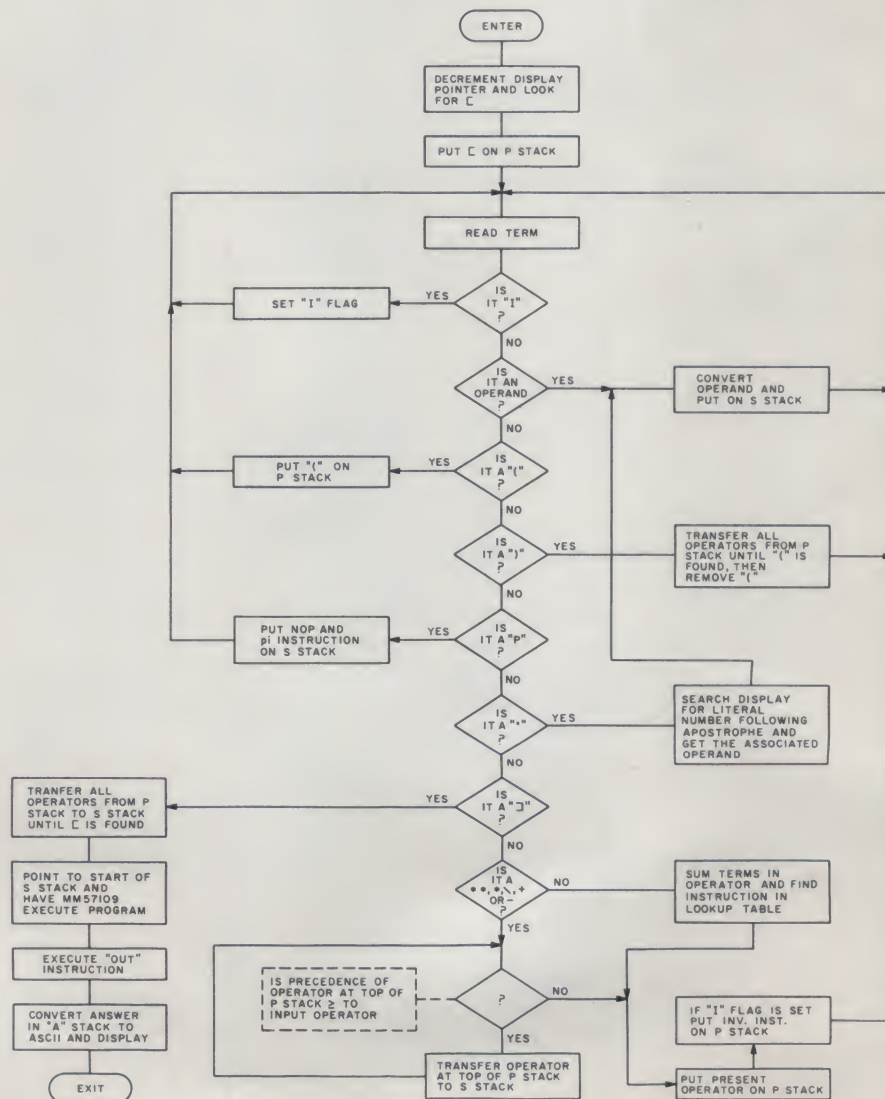 ENTER
DECREMENT DISPLAY
POINTER AND LOOK
FOR [
PUT [ ON P STACK
READ TERM
IS
IT "I"
?
YES
SET "I" FLAG
NO
IS
IT AN
OPERAND
?
YES
CONVERT
OPERAND AND
PUT ON S STACK
NO
IS
IT A "("
?
YES
PUT "(" ON
P STACK
NO
IS
IT A ")"
?
YES
TRANSFER ALL
OPERATORS FROM P
STACK UNTIL "(" IS
FOUND, THEN
REMOVE "("
NO
IS
IT A "P"
?
YES
PUT NOP AND
pi INSTRUCTION
ON S STACK
NO
IS
IT A "'"
?
YES
SEARCH DISPLAY
FOR LITERAL
NUMBER FOLLOWING
APOSTROPHE AND
GET THE ASSOCIATED
OPERAND
NO
IS
IT A "]"
?
YES
TRANFER ALL
OPERATORS FROM P
STACK TO S STACK
UNTIL [ IS FOUND
POINT TO START OF
S STACK AND
HAVE MM57109
EXECUTE PROGRAM
EXECUTE "OUT"
INSTRUCTION
CONVERT ANSWER
IN "A" STACK TO
ASCII AND DISPLAY
EXIT
NO
IS
IT A
**,*,\,+
OR -
?
NO
SUM TERMS IN
OPERATOR AND FIND
INSTRUCTION IN
LOOKUP TABLE
YES
IS PRECEDENCE OF
OPERATOR AT TOP OF
P STACK ≥ TO
INPUT OPERATOR
?
NO
YES
TRANSFER OPERATOR
AT TOP OF P STACK
TO S STACK
IF "I" FLAG IS SET
PUT INV. INST.
ON P STACK
PUT PRESENT
OPERATOR ON P STACK